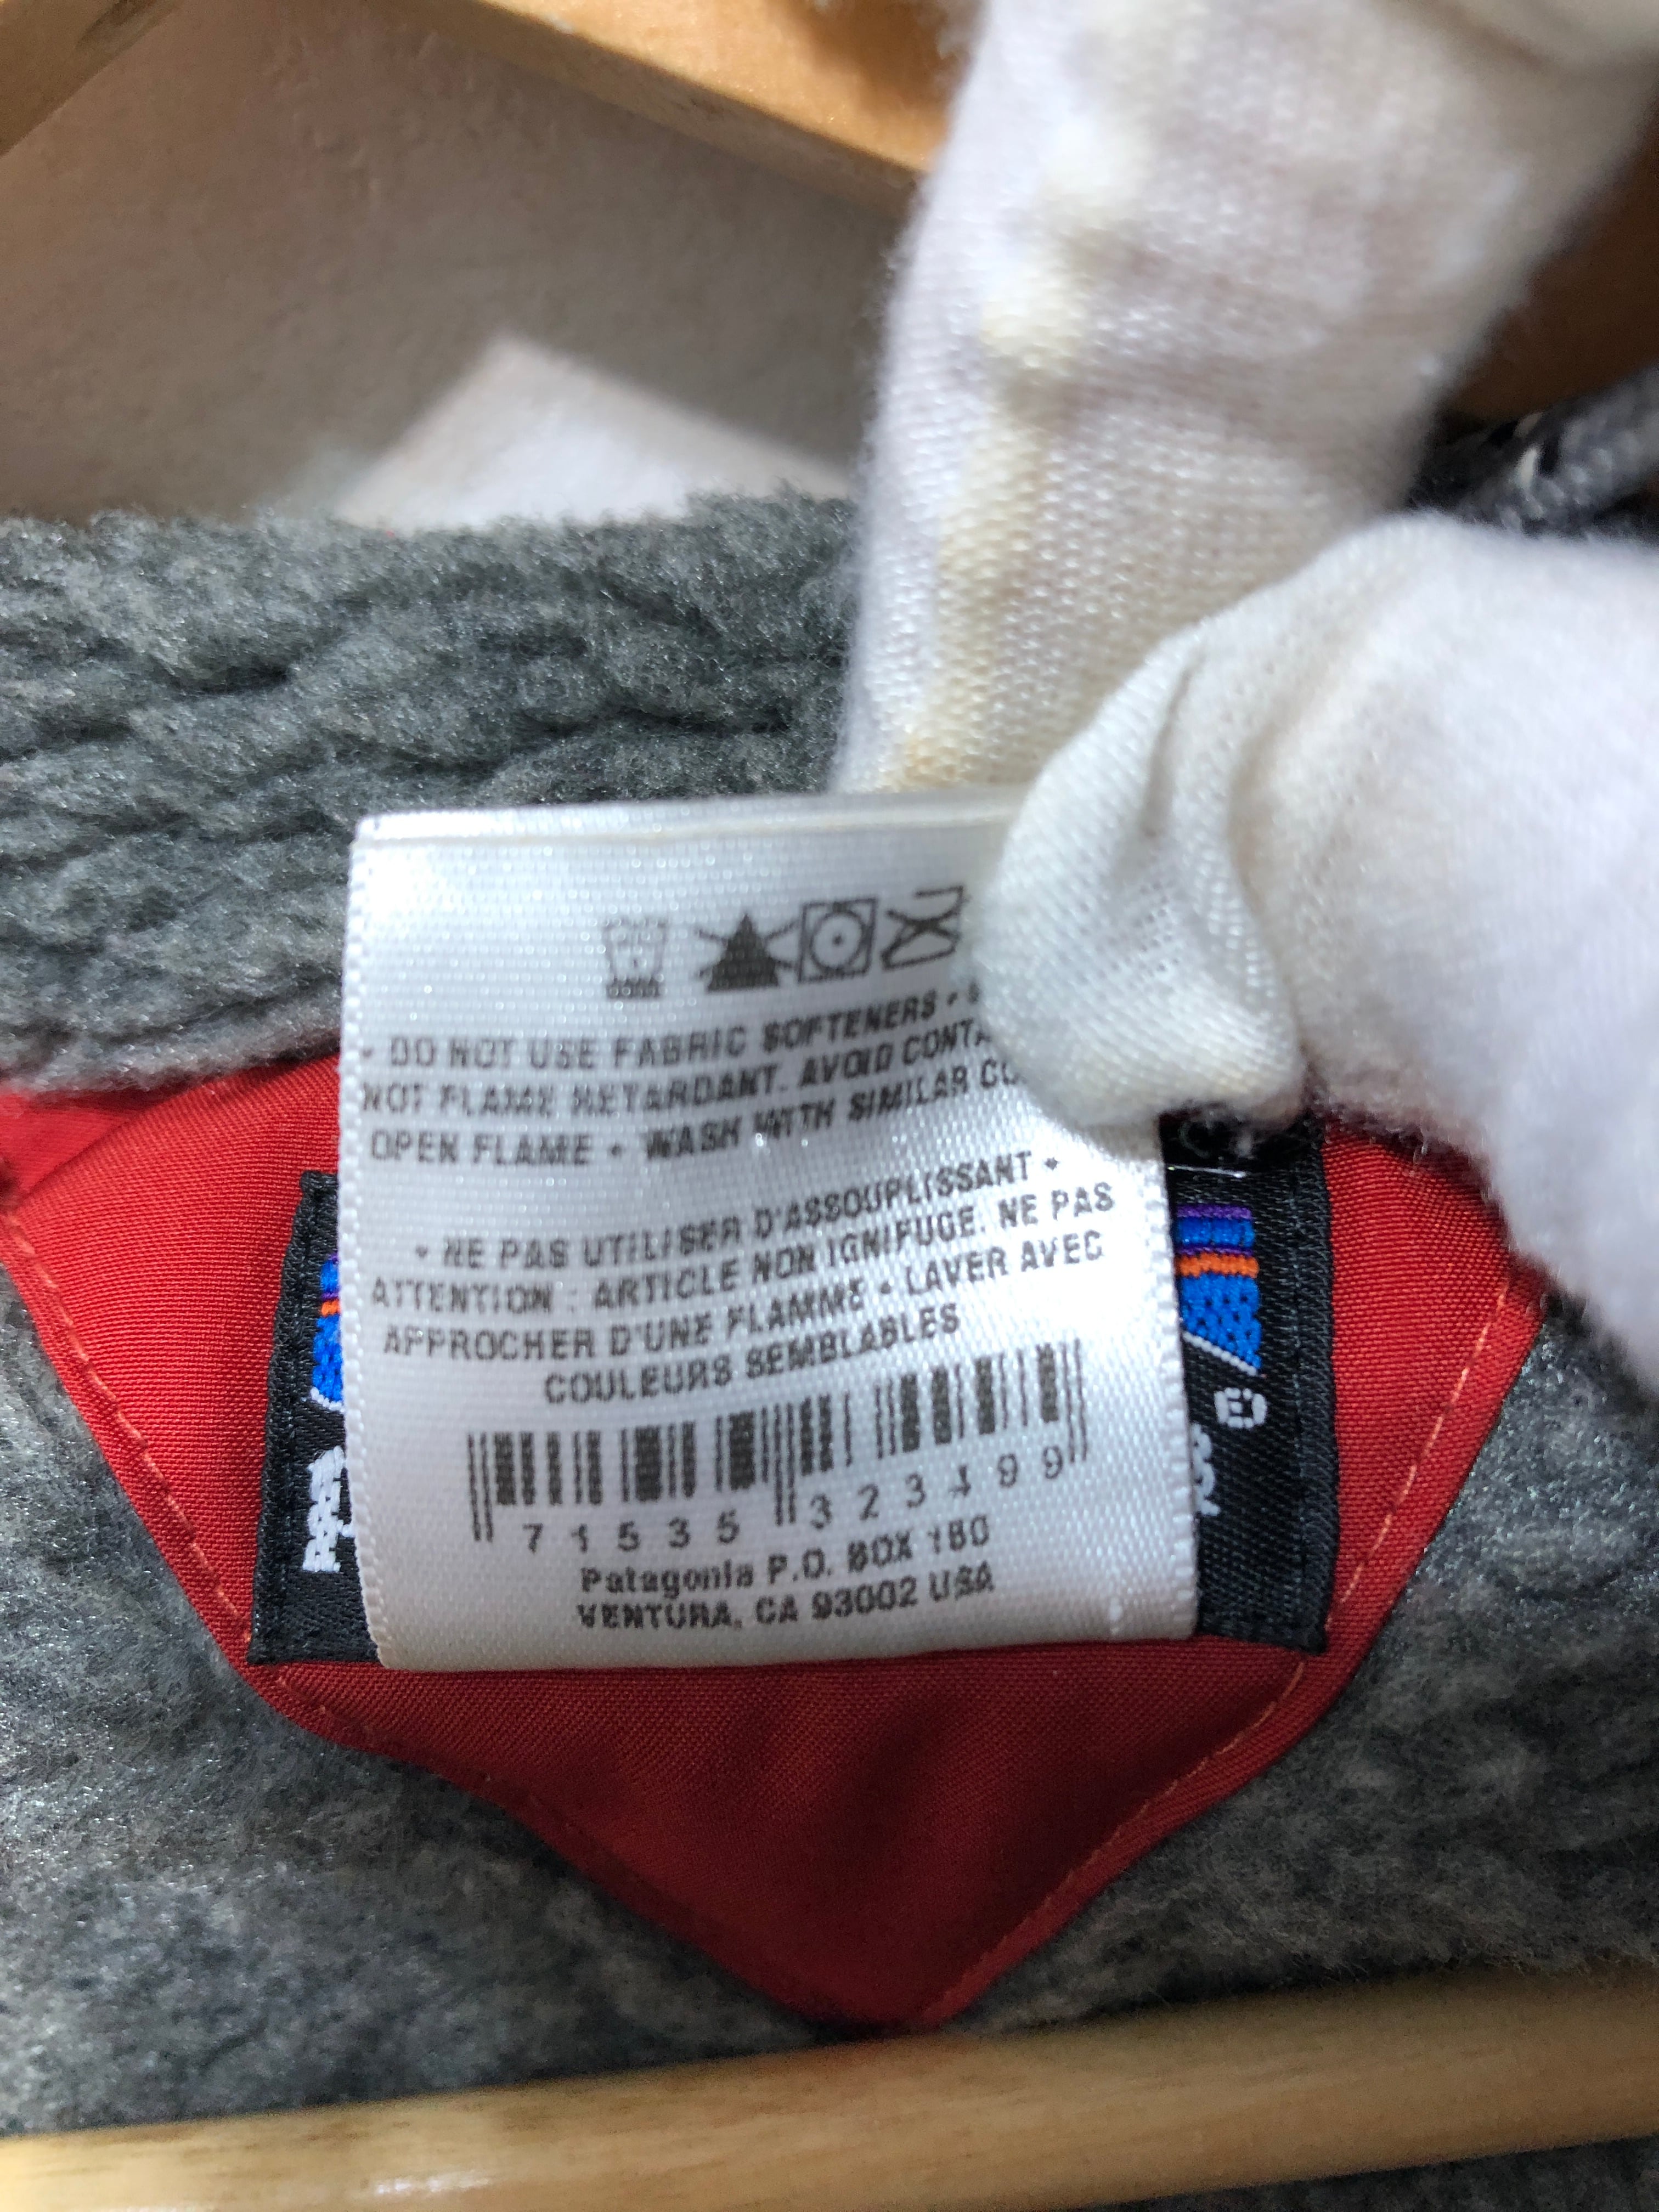 • DO NOT USE FABRIC SOFTENERS •
NOT FLAME RETARDANT. AVOID
OPEN FLAME • WASH WITH SIMILAR
• NE PAS UTILISER D'ASSOUPLISSANT •
ATTENTION : ARTICLE NON IGNIFUGE. NE PAS
APPROCHER D'UNE FLAMME • LAVER AVEC
COULEURS SEMBLABLES
7 1 5 3 5 3 2 3 4 9 9
Patagonia P.O. BOX 150
VENTURA, CA 93002 USA